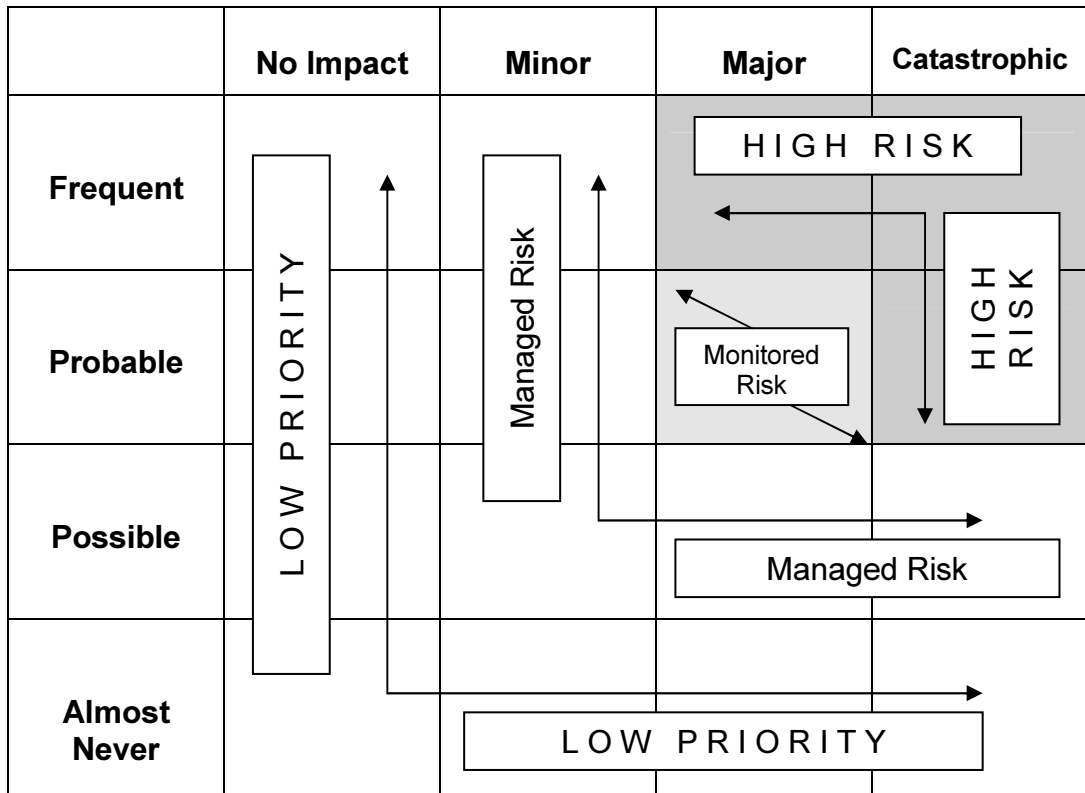 No Impact
Minor
Major
Catastrophic
Frequent
HIGH RISK
LOW PRIORITY
Managed Risk
HIGH
RISK
Probable
Monitored
Risk
Possible
Managed Risk
Almost
Never
LOW PRIORITY